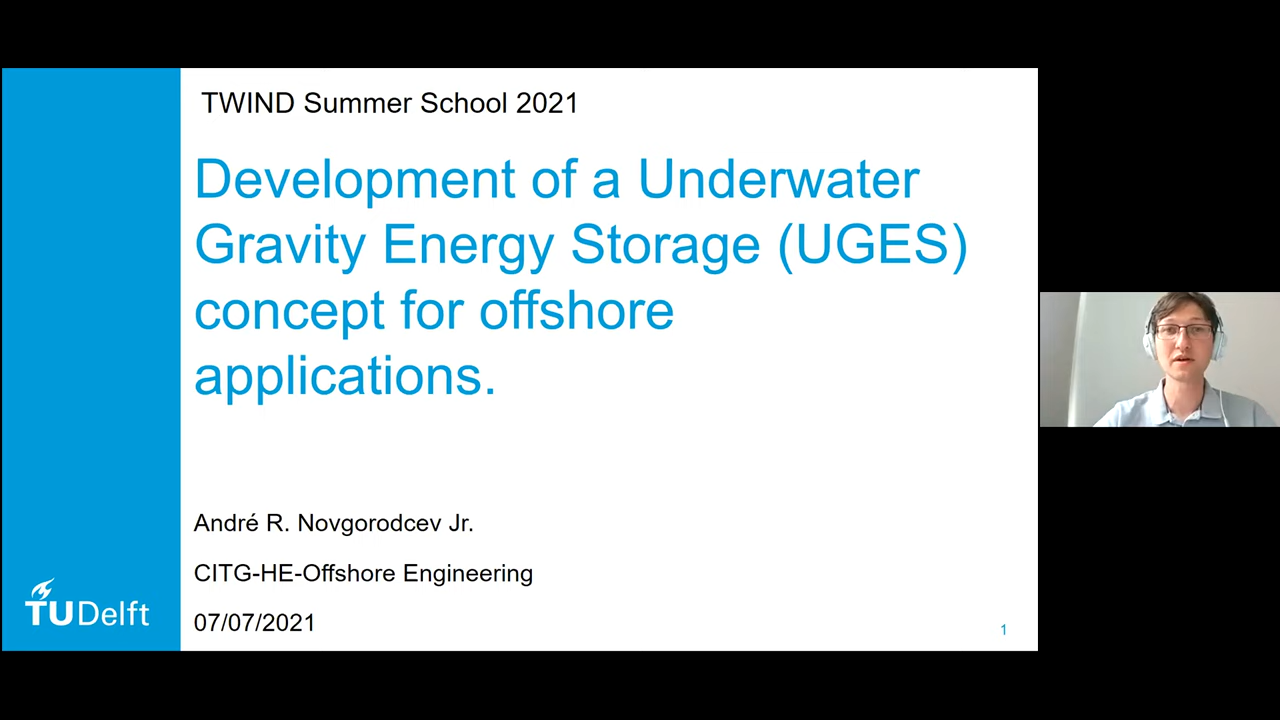 TWIND Summer School 2021
Development of a Underwater
Gravity Energy Storage (UGES)
concept for offshore
applications.
André R. Novgorodcev Jr.
CITG-HE-Offshore Engineering
07/07/2021
TUDelft
1